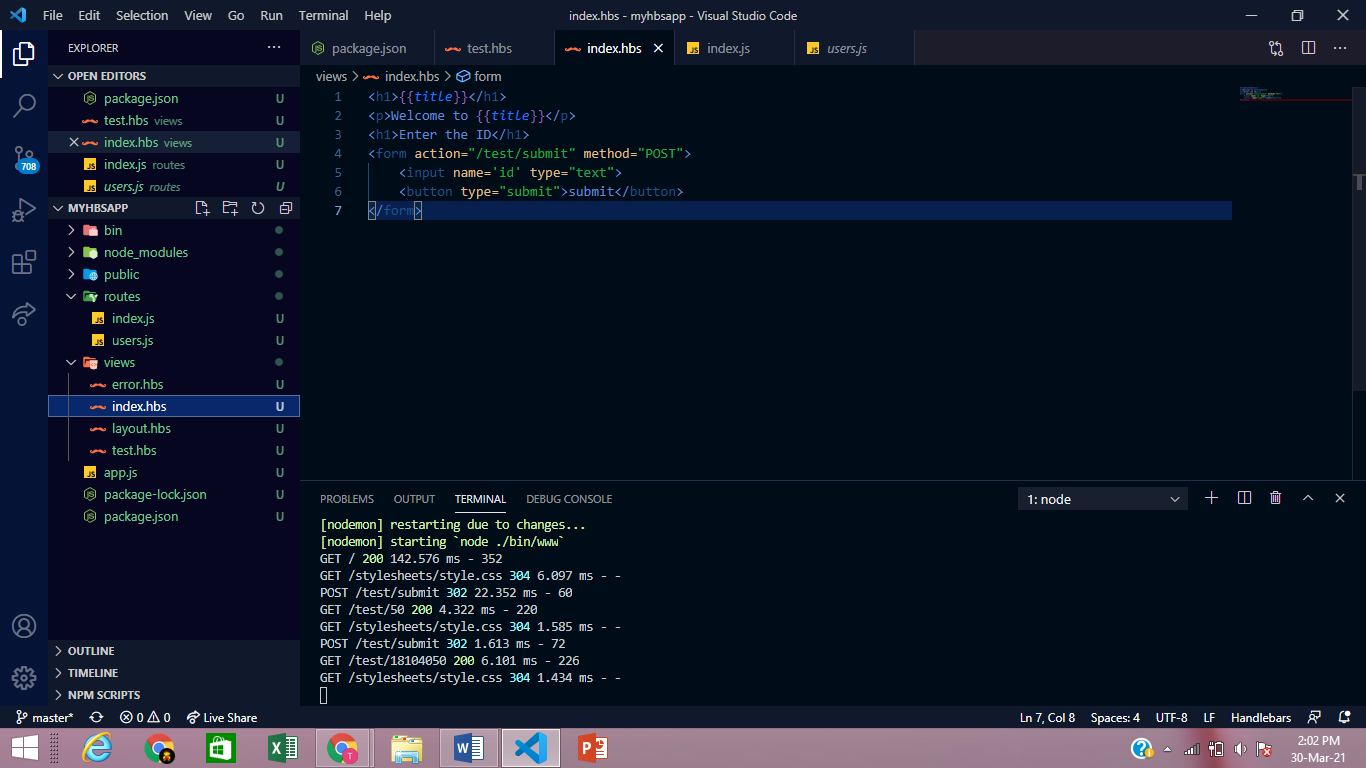 File Edit Selection View Go Run Terminal Help
index.hbs - myhbsapp - Visual Studio Code
EXPLORER
OPEN EDITORS
package.json U
test.hbs views U
index.hbs views U
index.js routes U
users.js routes U
MYHBSAPP
bin
node_modules
public
routes
index.js U
users.js U
views
error.hbs U
index.hbs U
layout.hbs U
test.hbs U
app.js U
package-lock.json U
package.json U
OUTLINE
TIMELINE
NPM SCRIPTS
708
package.json test.hbs index.hbs index.js users.js
views > index.hbs > form
1 <h1>{{title}}</h1>
2 <p>Welcome to {{title}}</p>
3 <h1>Enter the ID</h1>
4 <form action="/test/submit" method="POST">
5 <input name='id' type="text">
6 <button type="submit">submit</button>
7 </form>
PROBLEMS OUTPUT TERMINAL DEBUG CONSOLE
1: node
[nodemon] restarting due to changes...
[nodemon] starting `node ./bin/www`
GET / 200 142.576 ms - 352
GET /stylesheets/style.css 304 6.097 ms - -
POST /test/submit 302 22.352 ms - 60
GET /test/50 200 4.322 ms - 220
GET /stylesheets/style.css 304 1.585 ms - -
POST /test/submit 302 1.613 ms - 72
GET /test/18104050 200 6.101 ms - 226
GET /stylesheets/style.css 304 1.434 ms - -
master* 0 0 Live Share
Ln 7, Col 8 Spaces: 4 UTF-8 LF Handlebars
2:02 PM
30-Mar-21